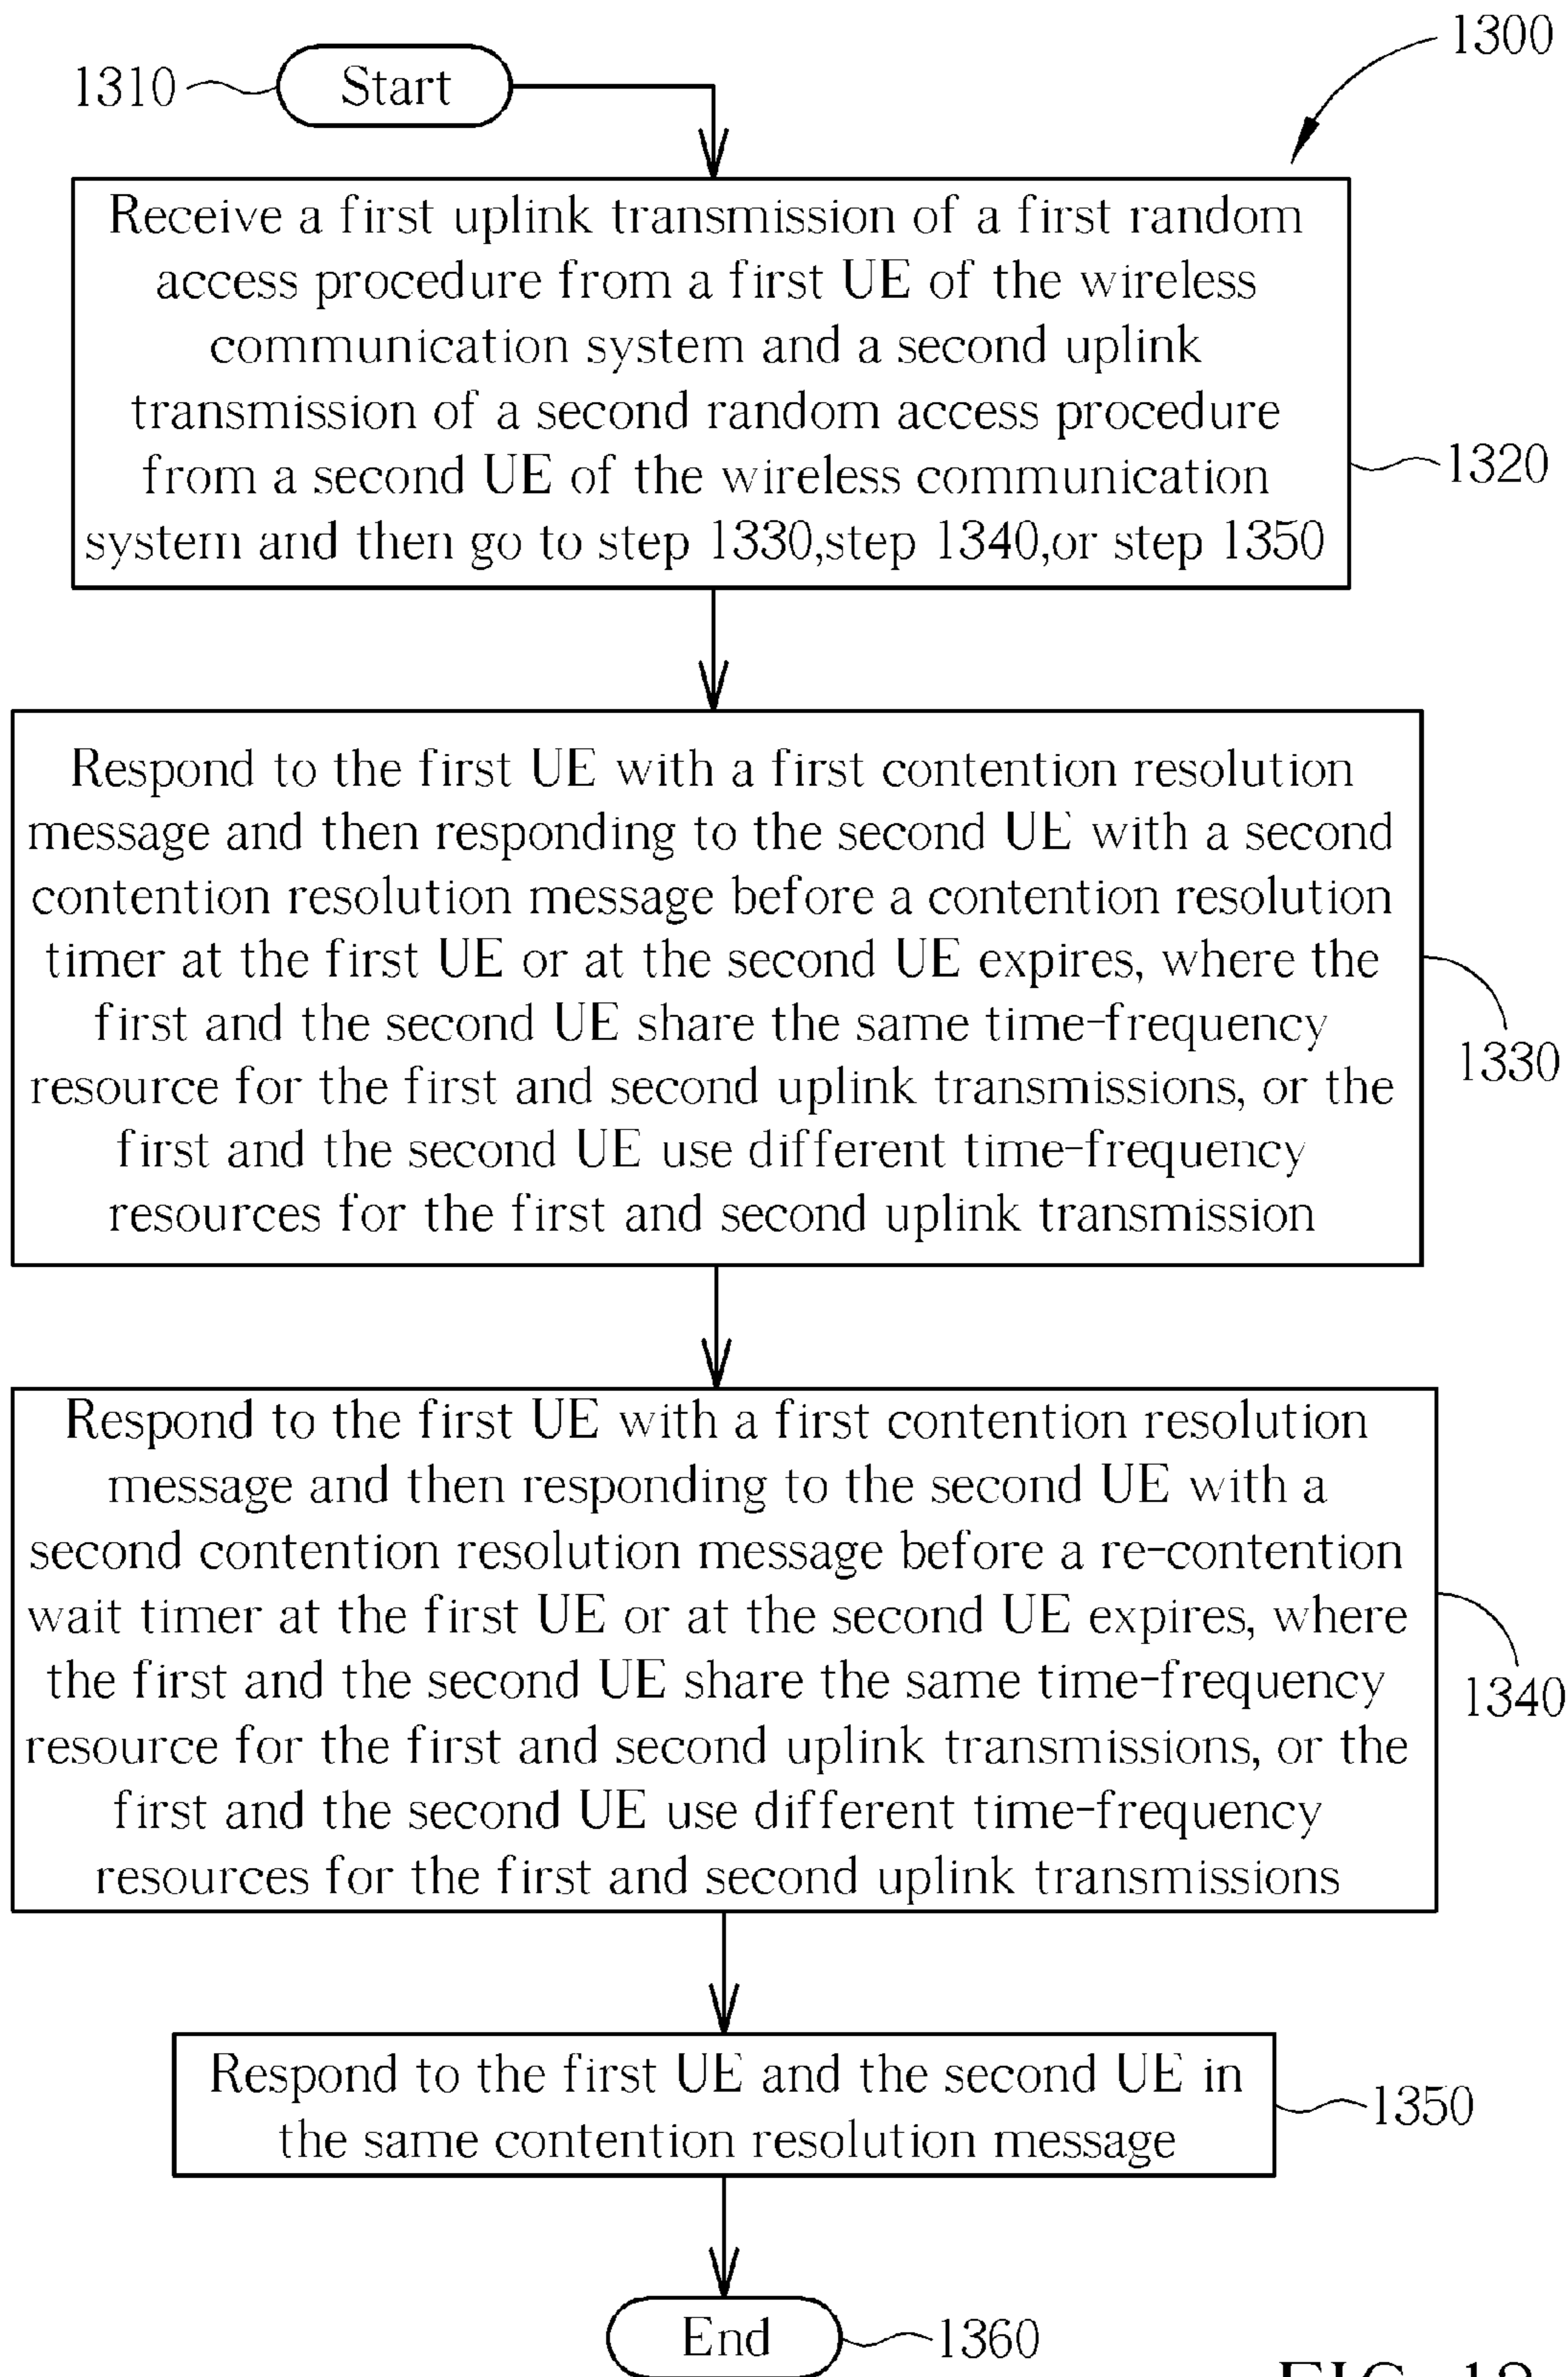 1300
1310
Start
Receive a first uplink transmission of a first random
access procedure from a first UE of the wireless
communication system and a second uplink
transmission of a second random access procedure
from a second UE of the wireless communication
system and then go to step 1330,step 1340,or step 1350
1320
Respond to the first UE with a first contention resolution
message and then responding to the second UE with a second
contention resolution message before a contention resolution
timer at the first UE or at the second UE expires, where the
first and the second UE share the same time-frequency
resource for the first and second uplink transmissions, or the
first and the second UE use different time-frequency
resources for the first and second uplink transmission
1330
Respond to the first UE with a first contention resolution
message and then responding to the second UE with a
second contention resolution message before a re-contention
wait timer at the first UE or at the second UE expires, where
the first and the second UE share the same time-frequency
resource for the first and second uplink transmissions, or the
first and the second UE use different time-frequency
resources for the first and second uplink transmissions
1340
Respond to the first UE and the second UE in
the same contention resolution message
1350
End
1360